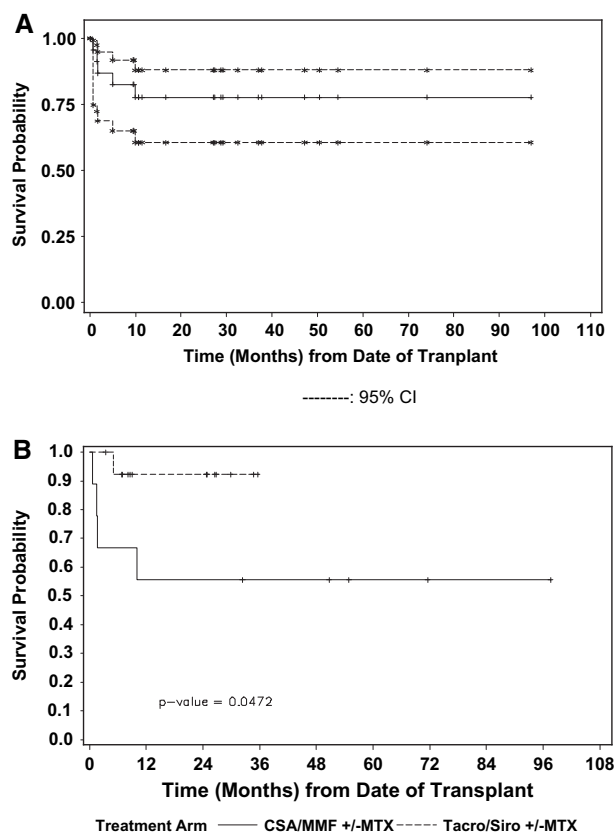 A
1.00
0.75
0.50
0.25
0.00
Survival Probability
0 10 20 30 40 50 60 70 80 90 100 110
Time (Months) from Date of Tranplant
--------: 95% CI
B
1.0
0.9
0.8
0.7
0.6
0.5
0.4
0.3
0.2
0.1
0.0
Survival Probability
p-value = 0.0472
0 12 24 36 48 60 72 84 96 108
Time (Months) from Date of Transplant
Treatment Arm CSA/MMF +/-MTX Tacro/Siro +/-MTX